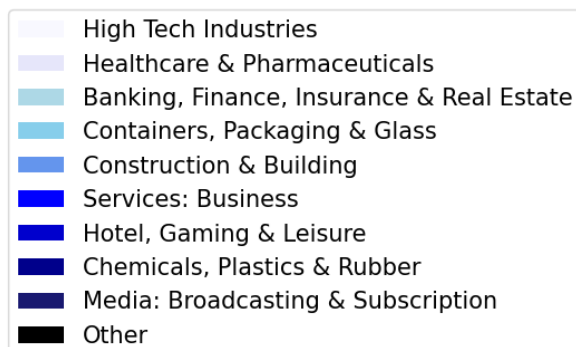 High Tech Industries
Healthcare & Pharmaceuticals
Banking, Finance, Insurance & Real Estate
Containers, Packaging & Glass
Construction & Building
Services: Business
Hotel, Gaming & Leisure
Chemicals, Plastics & Rubber
Media: Broadcasting & Subscription
Other